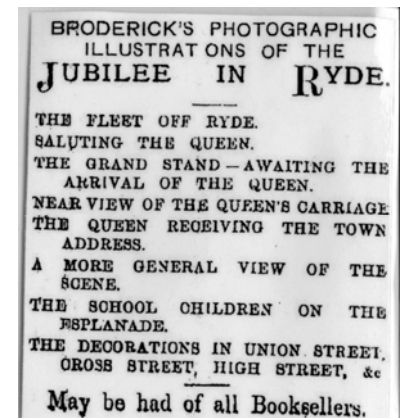 BRODERICK'S PHOTOGRAPHIC
ILLUSTRATIONS OF THE
JUBILEE IN RYDE.
THE FLEET OFF RYDE.
SALUTING THE QUEEN.
THE GRAND STAND — AWAITING THE
ARRIVAL OF THE QUEEN.
NEAR VIEW OF THE QUEEN'S CARRIAGE
THE QUEEN RECEIVING THE TOWN
ADDRESS.
A MORE GENERAL VIEW OF THE
SCENE.
THE SCHOOL CHILDREN ON THE
ESPLANADE.
THE DECORATIONS IN UNION STREET,
CROSS STREET, HIGH STREET, &c
May be had of all Booksellers.